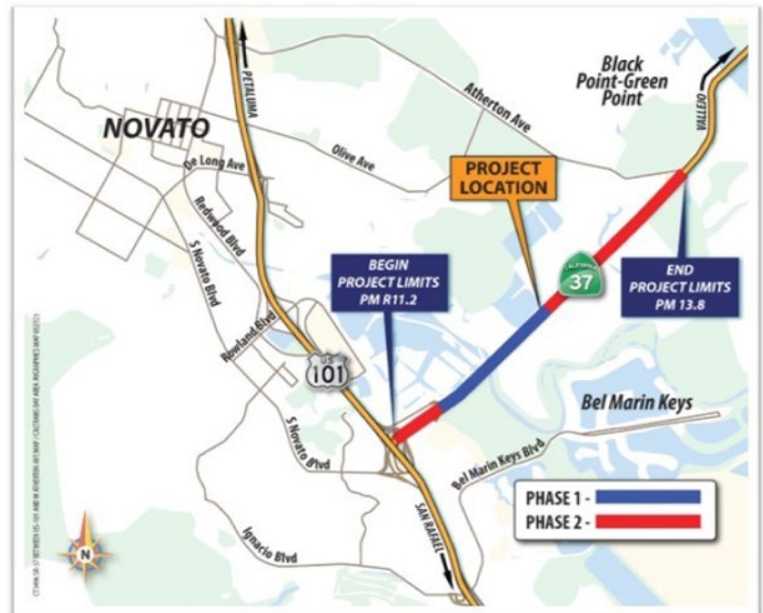 NOVATO
PETALUMA
Black
Point-Green
Point
VALLEJO
Atherton Ave
Olive Ave
De Long Ave
PROJECT
LOCATION
Redwood Blvd
S Novato Blvd
BEGIN
PROJECT LIMITS
PM R11.2
CALIFORNIA
37
END
PROJECT LIMITS
PM 13.8
Rowland Blvd
US
101
Bel Marin Keys
S Novato Blvd
Bel Marin Keys Blvd
SAN RAFAEL
PHASE 1 -
PHASE 2 -
Ignacio Blvd
N